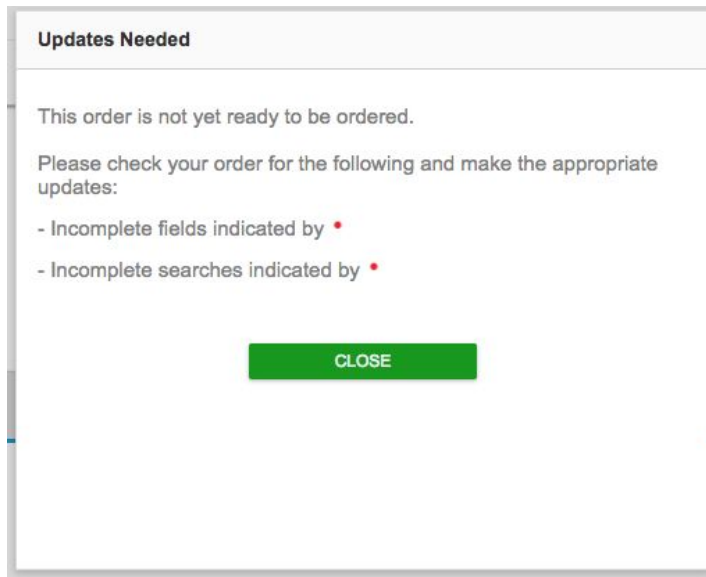 Updates Needed
This order is not yet ready to be ordered.
Please check your order for the following and make the appropriate
updates:
- Incomplete fields indicated by •
- Incomplete searches indicated by •
CLOSE